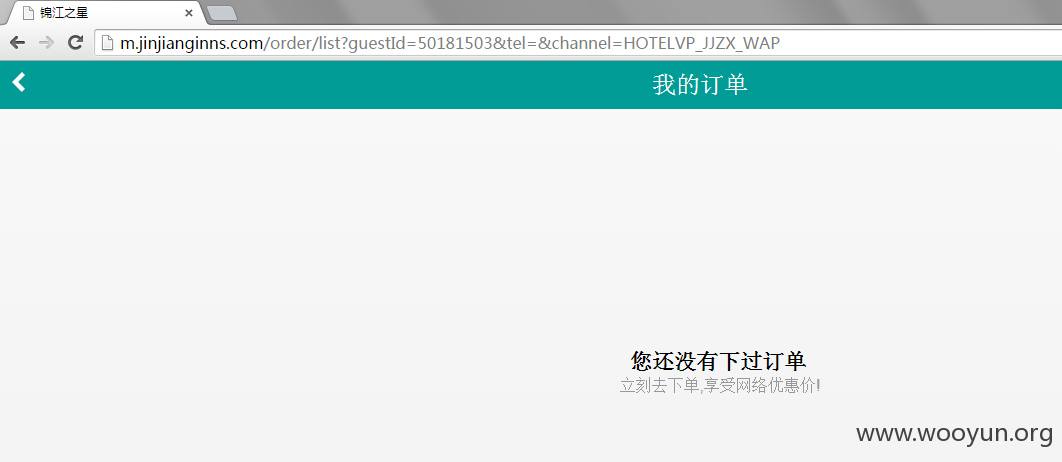 锦江之星
m.jinjianginns.com/order/list?guestId=50181503&tel=&channel=HOTELVP_JJZX_WAP
我的订单
您还没有下过订单
立刻去下单,享受网络优惠价!
www.wooyun.org